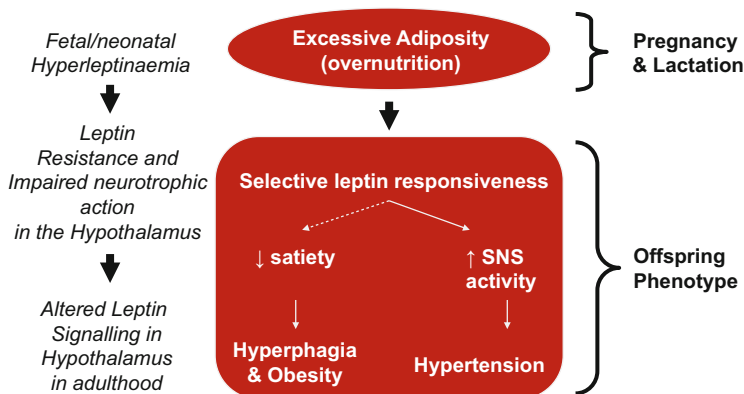 Fetal/neonatal
Hyperleptinaemia
Leptin
Resistance and
Impaired neurotrophic
action
in the Hypothalamus
Altered Leptin
Signalling in
Hypothalamus
in adulthood
Excessive Adiposity
(overnutrition)
Selective leptin responsiveness
↓ satiety
↑ SNS
activity
Hyperphagia
& Obesity
Hypertension
Pregnancy
& Lactation
Offspring
Phenotype